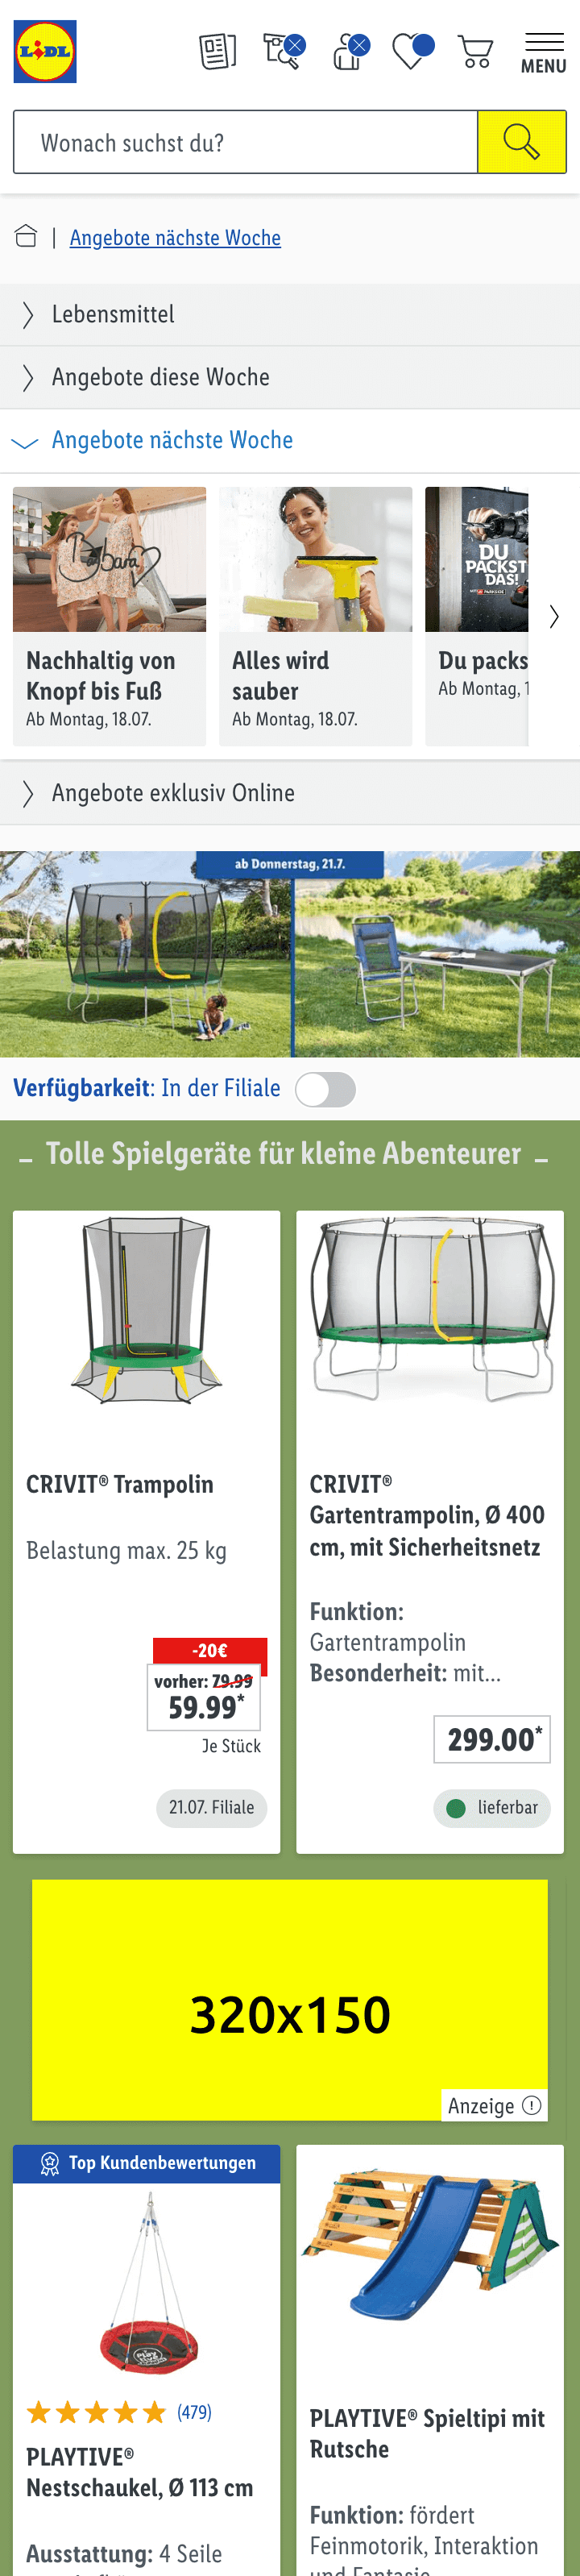 LIDL
MENU
Wonach suchst du?
Angebote nächste Woche
Lebensmittel
Angebote diese Woche
Angebote nächste Woche
Barbara
DU
PACKST
DAS!
PARKSIDE
Nachhaltig von
Knopf bis Fuß
Ab Montag, 18.07.
Alles wird
sauber
Ab Montag, 18.07.
Du packs
Ab Montag, 1
Angebote exklusiv Online
ab Donnerstag, 21.7.
Verfügbarkeit: In der Filiale
– Tolle Spielgeräte für kleine Abenteurer –
CRIVIT® Trampolin
Belastung max. 25 kg
-20€
vorher: 79.99
59.99*
Je Stück
21.07. Filiale
CRIVIT®
Gartentrampolin, Ø 400
cm, mit Sicherheitsnetz
Funktion:
Gartentrampolin
Besonderheit: mit...
299.00*
lieferbar
320x150
Anzeige
Top Kundenbewertungen
PLAYTIVE
(479)
PLAYTIVE®
Nestschaukel, Ø 113 cm
Ausstattung: 4 Seile
PLAYTIVE® Spieltipi mit
Rutsche
Funktion: fördert
Feinmotorik, Interaktion
und Fantasie